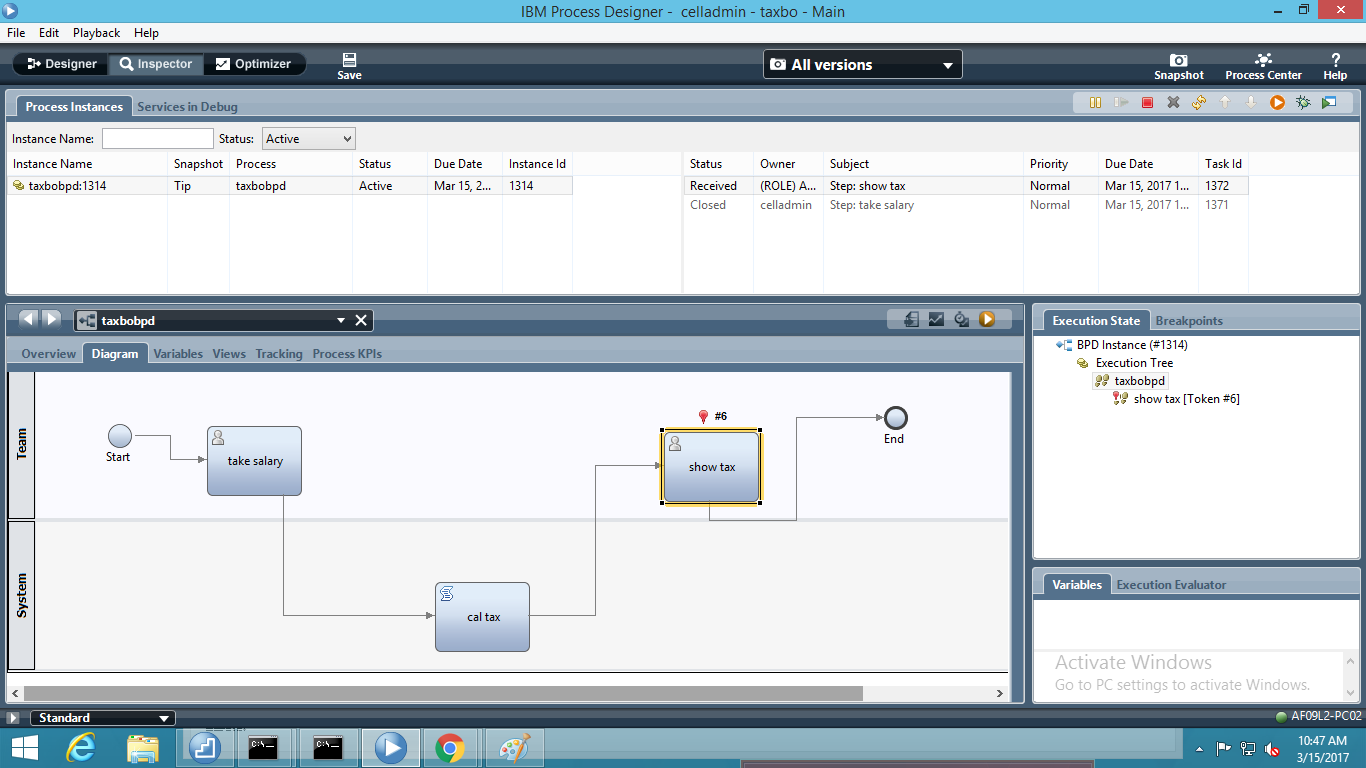 IBM Process Designer - celladmin - taxbo - Main
File Edit Playback Help
Designer Inspector Optimizer Save All versions Snapshot Process Center Help
Process Instances Services in Debug
Instance Name: Status: Active
Instance Name Snapshot Process Status Due Date Instance Id Status Owner Subject Priority Due Date Task Id
taxbobpd:1314 Tip taxbobpd Active Mar 15, 2... 1314 Received (ROLE) A... Step: show tax Normal Mar 15, 2017 1... 1372
Closed celladmin Step: take salary Normal Mar 15, 2017 1... 1371
taxbobpd
Overview Diagram Variables Views Tracking Process KPIs
Team
Start
take salary
#6
show tax
End
System
cal tax
Execution State Breakpoints
BPD Instance (#1314)
Execution Tree
taxbobpd
show tax [Token #6]
Variables Execution Evaluator
Activate Windows
Go to PC settings to activate Windows.
Standard AF09L2-PC02
10:47 AM
3/15/2017